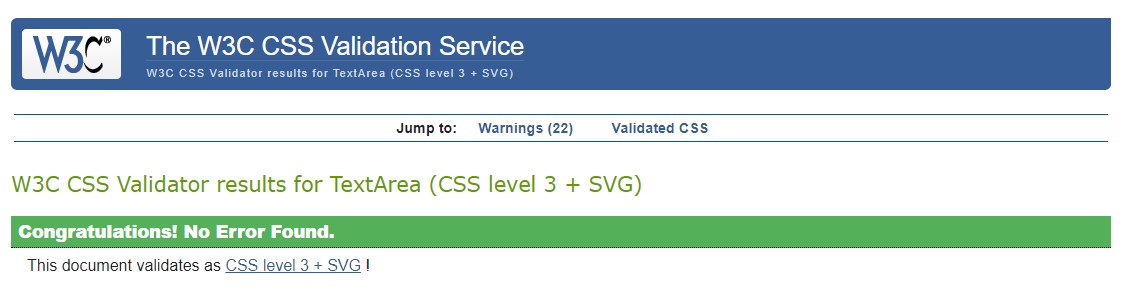 W3C®
The W3C CSS Validation Service
W3C CSS Validator results for TextArea (CSS level 3 + SVG)
Jump to: Warnings (22) Validated CSS
W3C CSS Validator results for TextArea (CSS level 3 + SVG)
Congratulations! No Error Found.
This document validates as CSS level 3 + SVG !